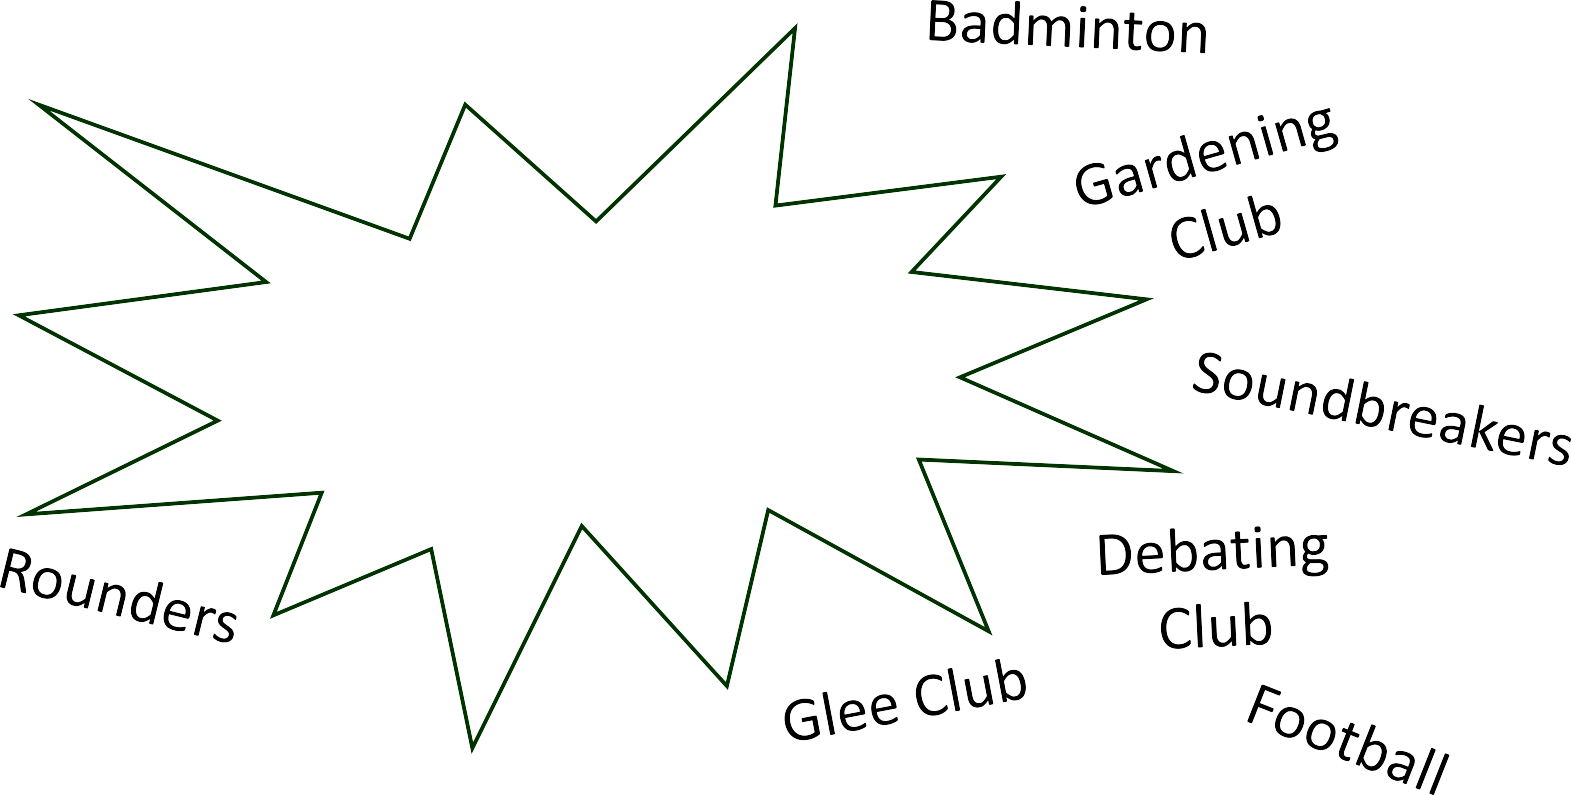 Badminton
Gardening
Club
Soundbreakers
Debating
Club
Rounders
Glee Club
Football